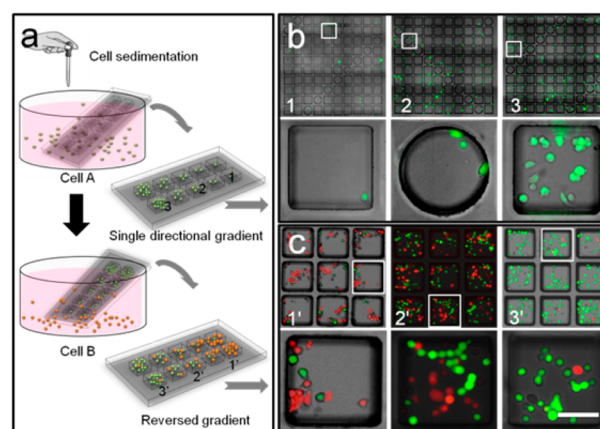 a
Cell sedimentation
Cell A
3 2 1
Single directional gradient
Cell B
3' 2' 1'
Reversed gradient
b
1 2 3
c
1' 2' 3'